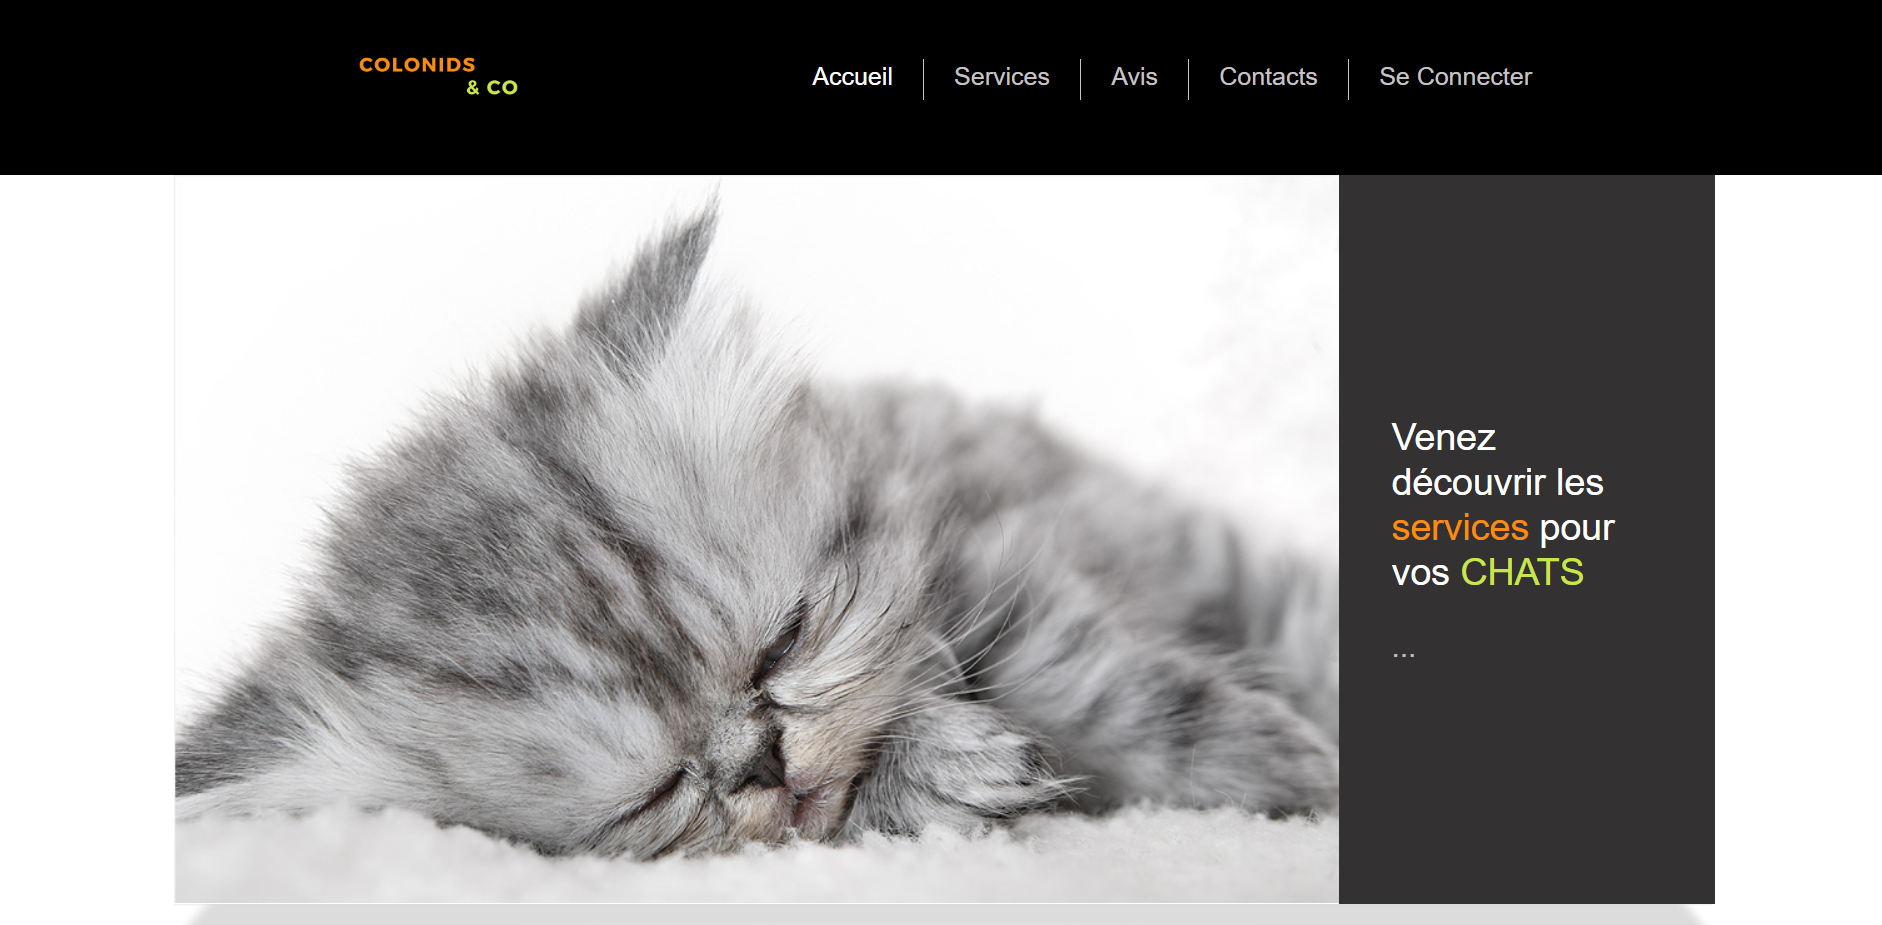 COLONIDS
& CO
Accueil
Services
Avis
Contacts
Se Connecter
Venez
découvrir les
services pour
vos CHATS
...